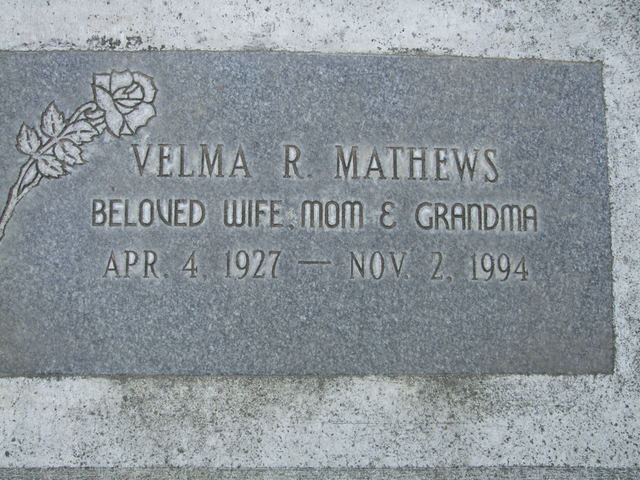 VELMA R. MATHEWS
BELOVED WIFE, MOM & GRANDMA
APR. 4, 1927 — NOV. 2, 1994